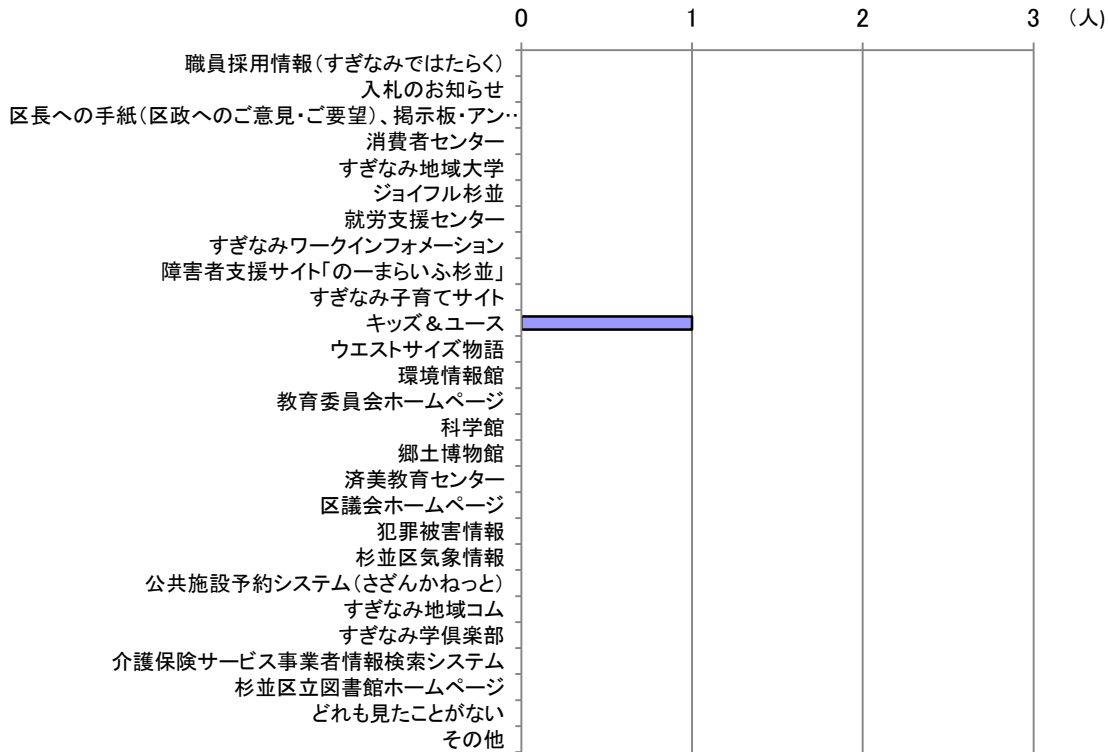 0 1 2 3 (人)
職員採用情報(すぎなみではたらく)
入札のお知らせ
区長への手紙(区政へのご意見・ご要望)、掲示板・アン…
消費者センター
すぎなみ地域大学
ジョイフル杉並
就労支援センター
すぎなみワークインフォメーション
障害者支援サイト「のーまらいふ杉並」
すぎなみ子育てサイト
キッズ&ユース
ウエストサイズ物語
環境情報館
教育委員会ホームページ
科学館
郷土博物館
済美教育センター
区議会ホームページ
犯罪被害情報
杉並区気象情報
公共施設予約システム(さざんかねっと)
すぎなみ地域コム
すぎなみ学倶楽部
介護保険サービス事業者情報検索システム
杉並区立図書館ホームページ
どれも見たことがない
その他